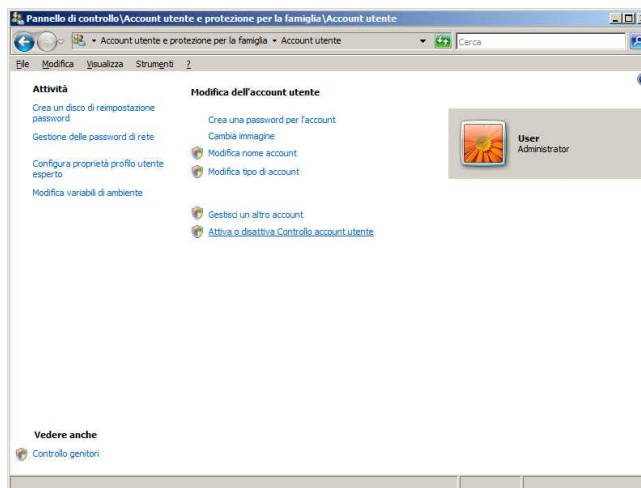 Pannello di controllo\Account utente e protezione per la famiglia\Account utente
Account utente e protezione per la famiglia Account utente
Cerca
File Modifica Visualizza Strumenti ?
Attività
Crea un disco di reimpostazione
password
Gestione delle password di rete
Configura proprietà profilo utente
esperto
Modifica variabili di ambiente
Modifica dell'account utente
Crea una password per l'account
Cambia immagine
Modifica nome account
Modifica tipo di account
Gestisci un altro account
Attiva o disattiva Controllo account utente
User
Administrator
Vedere anche
Controllo genitori